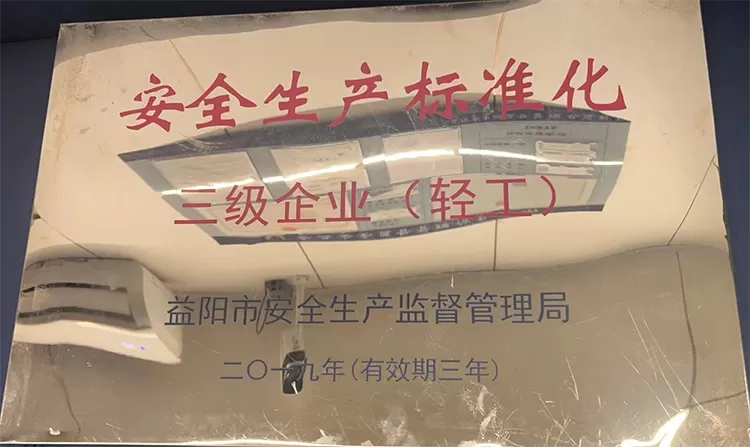 安全生产标准化
三级企业（轻工）
益阳市安全生产监督管理局
二〇一九年(有效期三年)